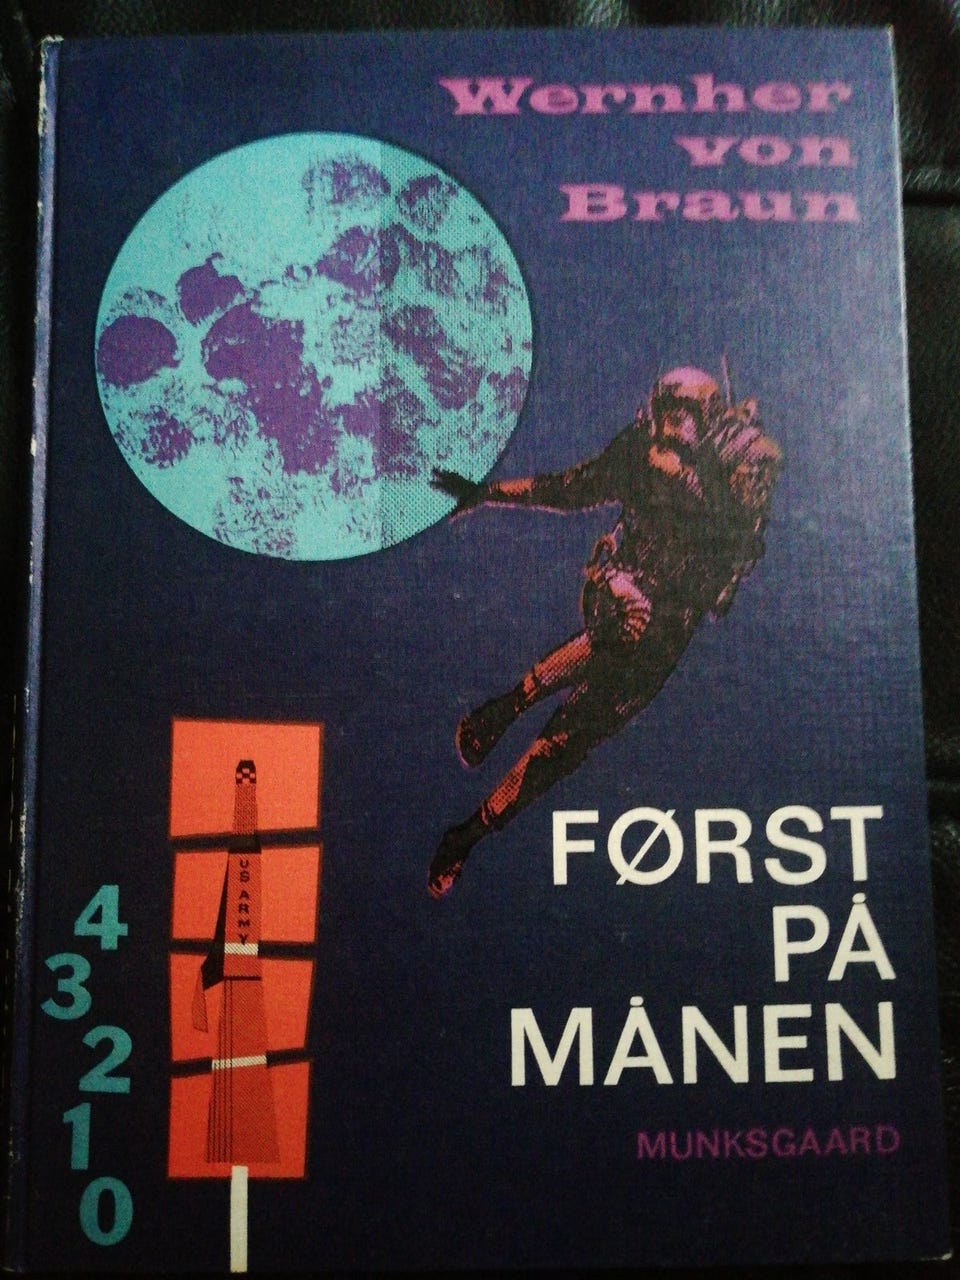 Wernher
von
Braun
US ARMY
4
3
2
1
0
FØRST
PÅ
MÅNEN
MUNKSGAARD